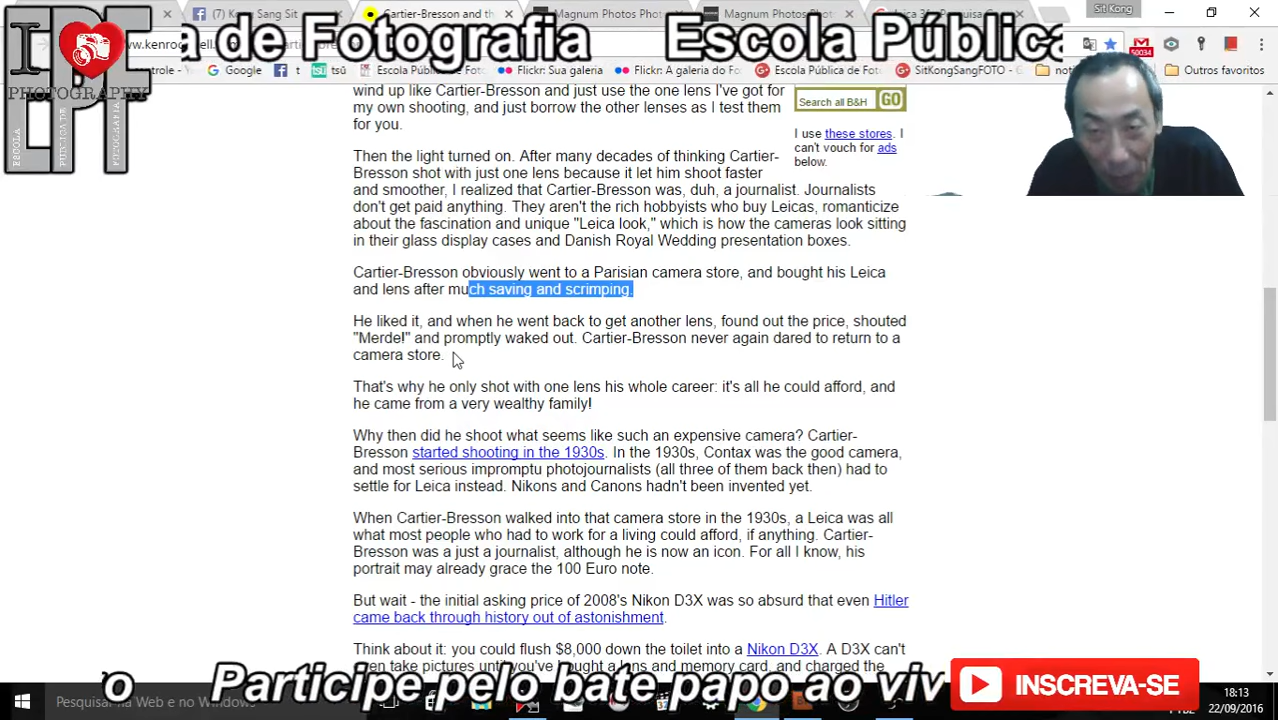 Sit Kong
f Kong Sang Sit
Cartier-Bresson and th
Magnum Photos Photo
Magnum Photos Photo
a de Fotografia Escola Pública
PHOTOGRAPHY
ESCOLA
PÚBLICA DE
FOTOGRAFIA
50034
Google
tsū
Flickr: Sua galeria
Flickr: A galeria do
Escola Pública de Fot
SitKongSangFOTO -
Outros favoritos
wind up like Cartier-Bresson and just use the one lens I've got for
my own shooting, and just borrow the other lenses as I test them
for you.
Search all B&H GO
I use these stores. I
can't vouch for ads
below.
Then the light turned on. After many decades of thinking Cartier-
Bresson shot with just one lens because it let him shoot faster
and smoother, I realized that Cartier-Bresson was, duh, a journalist. Journalists
don't get paid anything. They aren't the rich hobbyists who buy Leicas, romanticize
about the fascination and unique "Leica look," which is how the cameras look sitting
in their glass display cases and Danish Royal Wedding presentation boxes.
Cartier-Bresson obviously went to a Parisian camera store, and bought his Leica
and lens after much saving and scrimping.
He liked it, and when he went back to get another lens, found out the price, shouted
"Merde!" and promptly waked out. Cartier-Bresson never again dared to return to a
camera store.
That's why he only shot with one lens his whole career: it's all he could afford, and
he came from a very wealthy family!
Why then did he shoot what seems like such an expensive camera? Cartier-
Bresson started shooting in the 1930s. In the 1930s, Contax was the good camera,
and most serious impromptu photojournalists (all three of them back then) had to
settle for Leica instead. Nikons and Canons hadn't been invented yet.
When Cartier-Bresson walked into that camera store in the 1930s, a Leica was all
what most people who had to work for a living could afford, if anything. Cartier-
Bresson was a just a journalist, although he is now an icon. For all I know, his
portrait may already grace the 100 Euro note.
But wait - the initial asking price of 2008's Nikon D3X was so absurd that even Hitler
came back through history out of astonishment.
Think about it: you could flush $8,000 down the toilet into a Nikon D3X. A D3X can't
even take pictures until you've bought a lens and memory card, and charged the
o Participe pelo bate papo ao viv
INSCREVA-SE
Pesquisar na Web e no Windows
18:13
22/09/2016